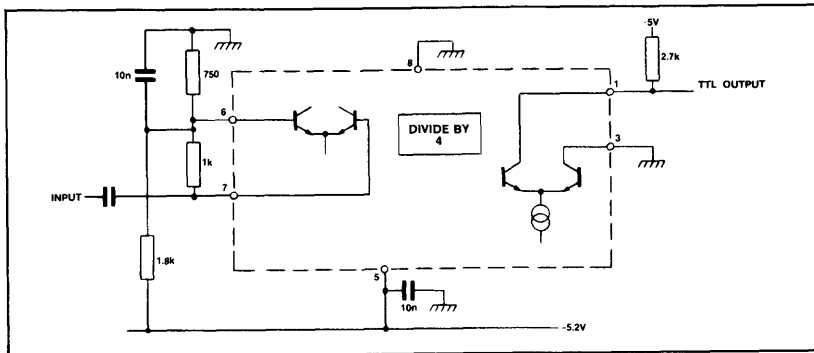 -5V
8
10n
750
2.7k
1
TTL OUTPUT
6
DIVIDE BY
4
3
1k
INPUT
7
1.8k
5
10n
-5.2V